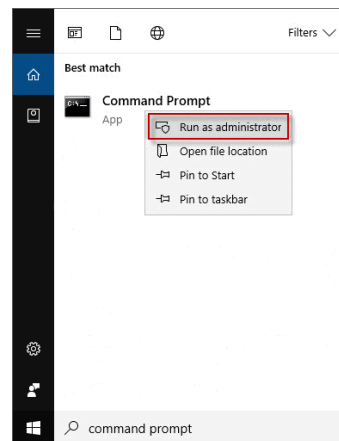 Filters
Best match
C:\_
Command Prompt
App
Run as administrator
Open file location
Pin to Start
Pin to taskbar
command prompt